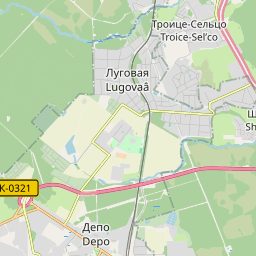 Троице-Сельцо
Troice-Sel'co
Луговая
Lugovaâ
Щ
Sh
K-0321
Депо
Depo